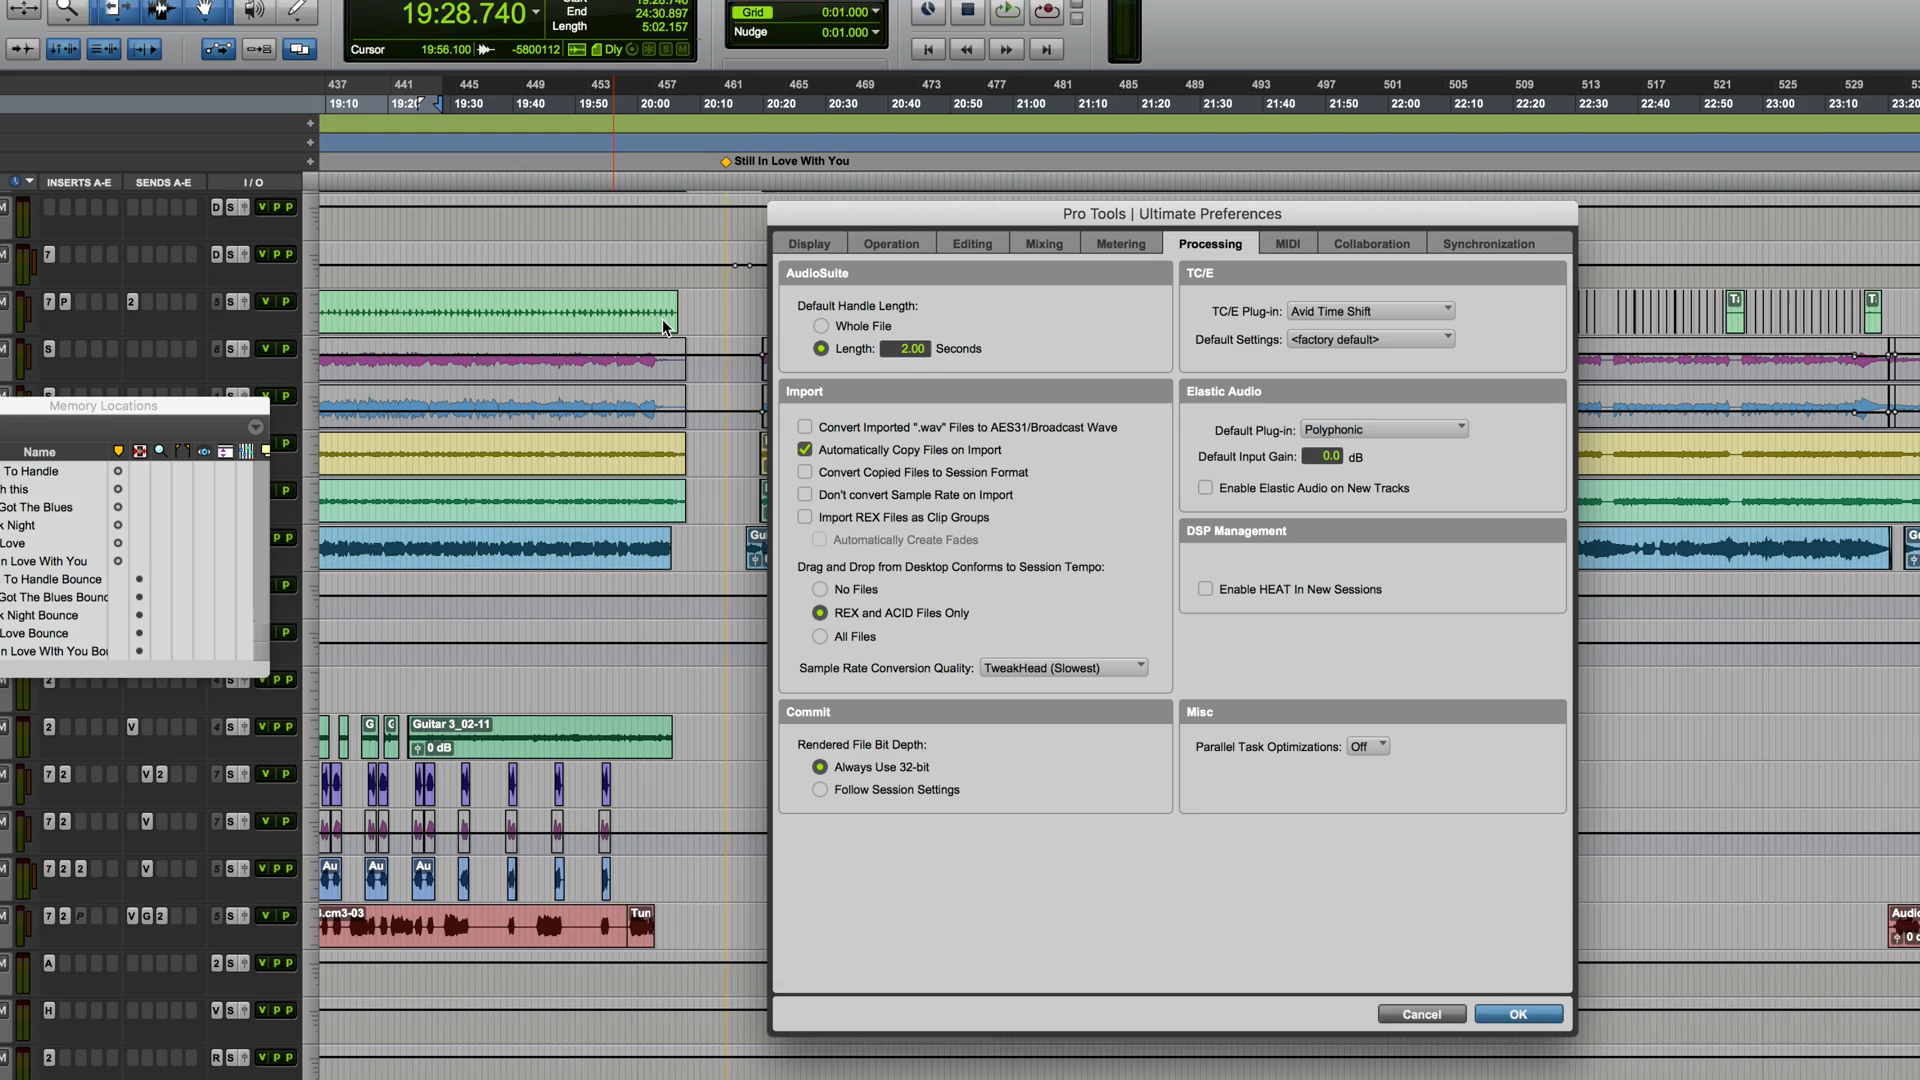 19:28.740
Start 19:28.740
End 24:30.897
Length 5:02.157
Grid 0:01.000
Nudge 0:01.000
Cursor 19:56.100 -5800112 Dly
437 441 445 449 453 457 461 465 469 473 477 481 485 489 493 497 501 505 509 513 517 521 525 529
19:10 19:20 19:30 19:40 19:50 20:00 20:10 20:20 20:30 20:40 20:50 21:00 21:10 21:20 21:30 21:40 21:50 22:00 22:10 22:20 22:30 22:40 22:50 23:00 23:10 23:20
Still In Love With You
INSERTS A-E SENDS A-E I/O
Pro Tools | Ultimate Preferences
Display Operation Editing Mixing Metering Processing MIDI Collaboration Synchronization
AudioSuite
Default Handle Length:
Whole File
Length: 2.00 Seconds
Import
Convert Imported ".wav" Files to AES31/Broadcast Wave
Automatically Copy Files on Import
Convert Copied Files to Session Format
Don't convert Sample Rate on Import
Import REX Files as Clip Groups
Automatically Create Fades
Drag and Drop from Desktop Conforms to Session Tempo:
No Files
REX and ACID Files Only
All Files
Sample Rate Conversion Quality: TweakHead (Slowest)
Commit
Rendered File Bit Depth:
Always Use 32-bit
Follow Session Settings
TC/E
TC/E Plug-in: Avid Time Shift
Default Settings: <factory default>
Elastic Audio
Default Plug-in: Polyphonic
Default Input Gain: 0.0 dB
Enable Elastic Audio on New Tracks
DSP Management
Enable HEAT In New Sessions
Misc
Parallel Task Optimizations: Off
Cancel OK
Memory Locations
Name
To Handle
h this
Got The Blues
k Night
Love
n Love With You
To Handle Bounce
Got The Blues Bounc
k Night Bounce
Love Bounce
n Love WIth You Bou
Guitar 3_02-11
0 dB
Au Au Au
.cm3-03 Tun